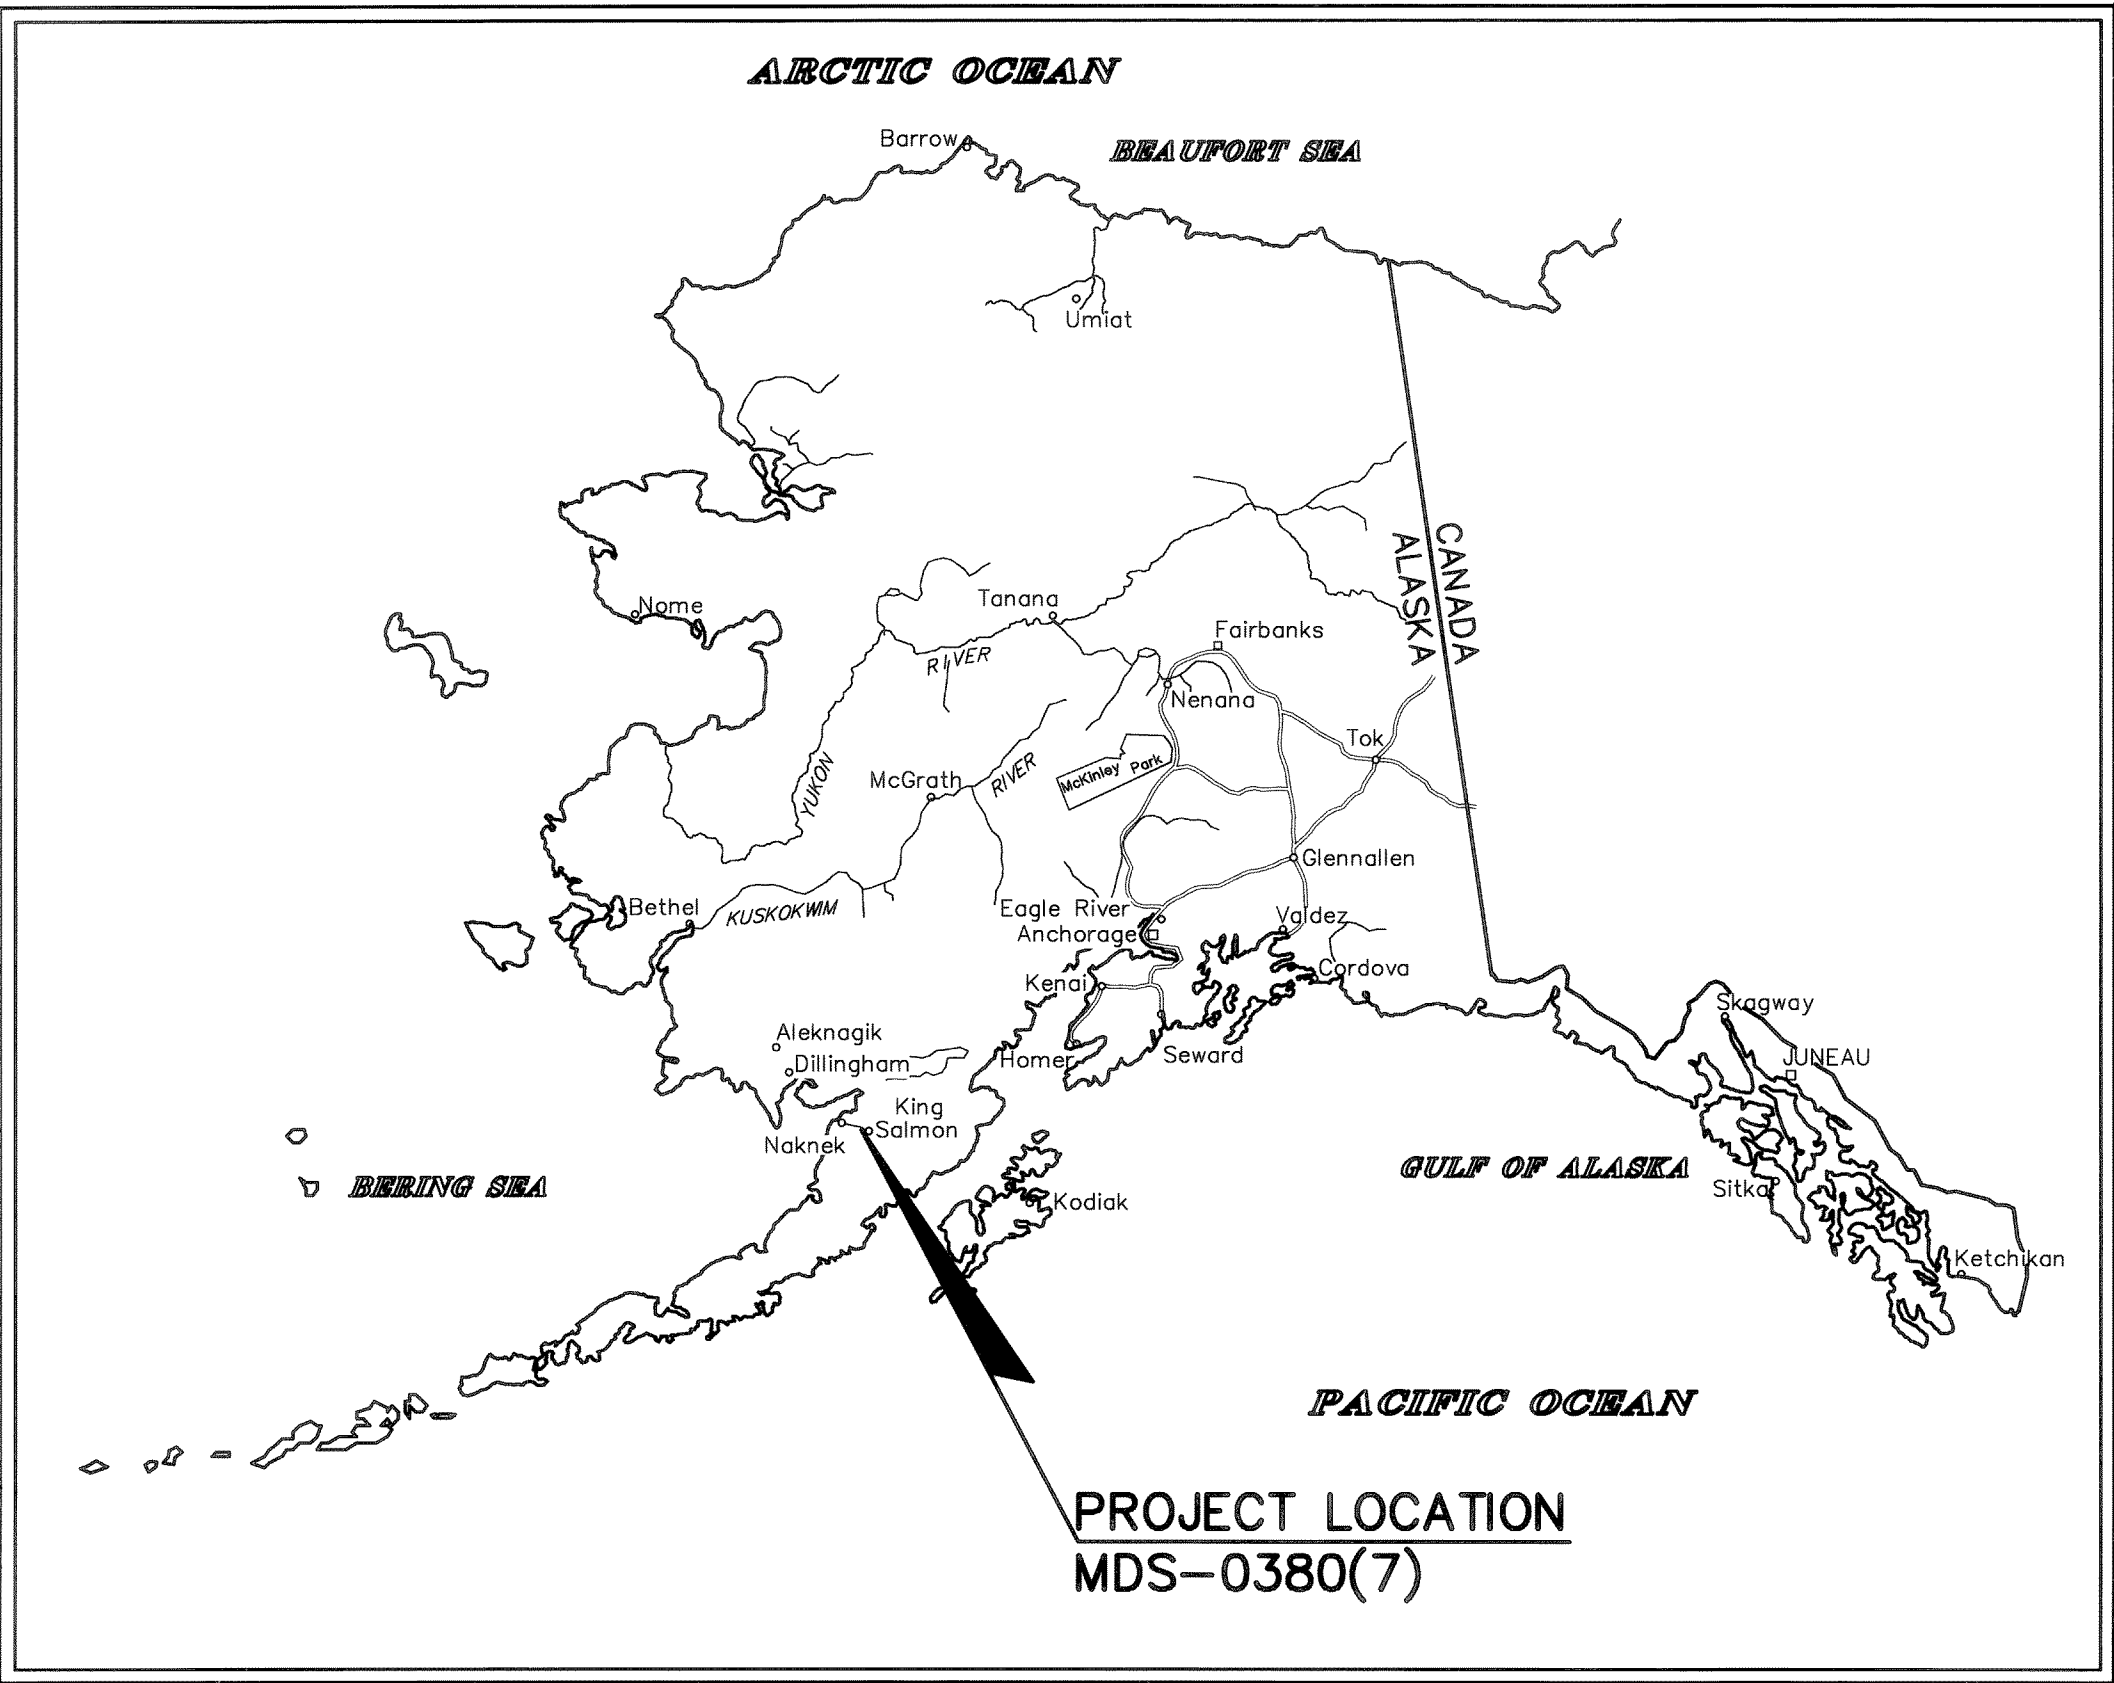 ARCTIC OCEAN
Barrow
BEAUFORT SEA
Umiat
CANADA
ALASKA
Nome
Tanana
Fairbanks
RIVER
Nenana
Tok
McKinley Park
McGrath
RIVER
YUKON
Glennallen
Bethel
KUSKOKWIM
Eagle River
Anchorage
Valdez
Cordova
Kenai
Skagway
Aleknagik
Dillingham
Homer
Seward
JUNEAU
King
Salmon
Naknek
GULF OF ALASKA
BERING SEA
Sitka
Kodiak
Ketchikan
PACIFIC OCEAN
PROJECT LOCATION
MDS-0380(7)